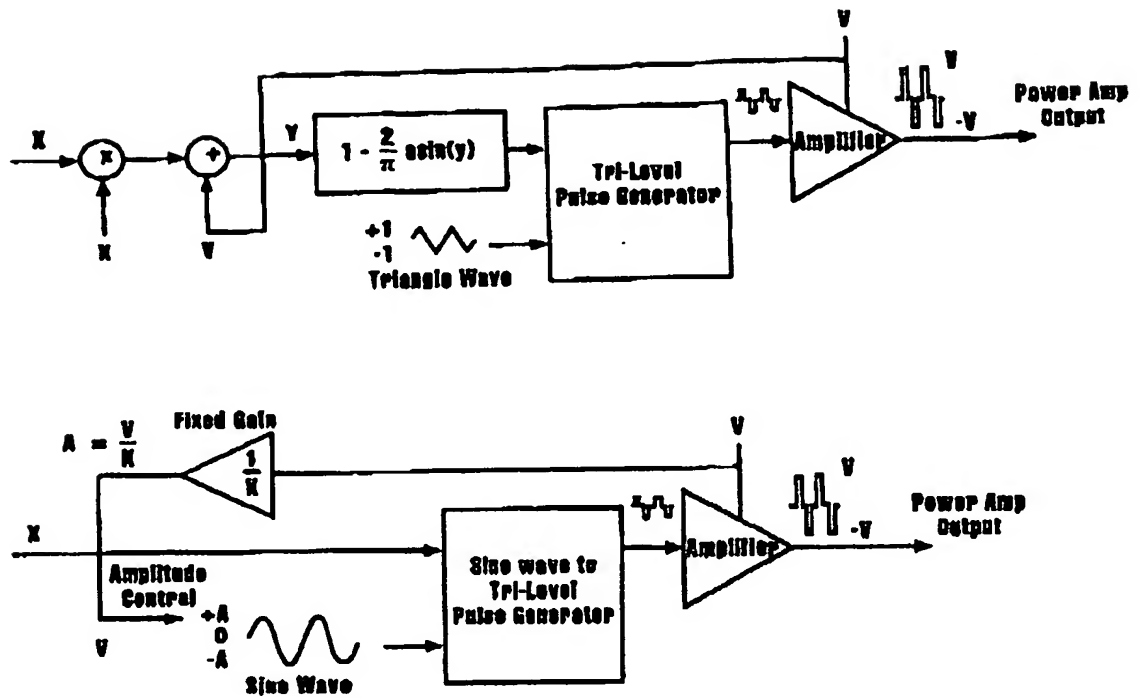 V
V
-V
Power Amp
Output
X
x
+
Y
1 - 2/π asin(y)
Tri-Level
Pulse Generator
Amplifier
V
+1
-1
Triangle Wave
Fixed Gain
A = V/K
1/K
V
V
-V
Power Amp
Output
X
Amplitude
Control
Sine wave to
Tri-Level
Pulse Generator
Amplifier
V
+A
0
-A
Sine Wave